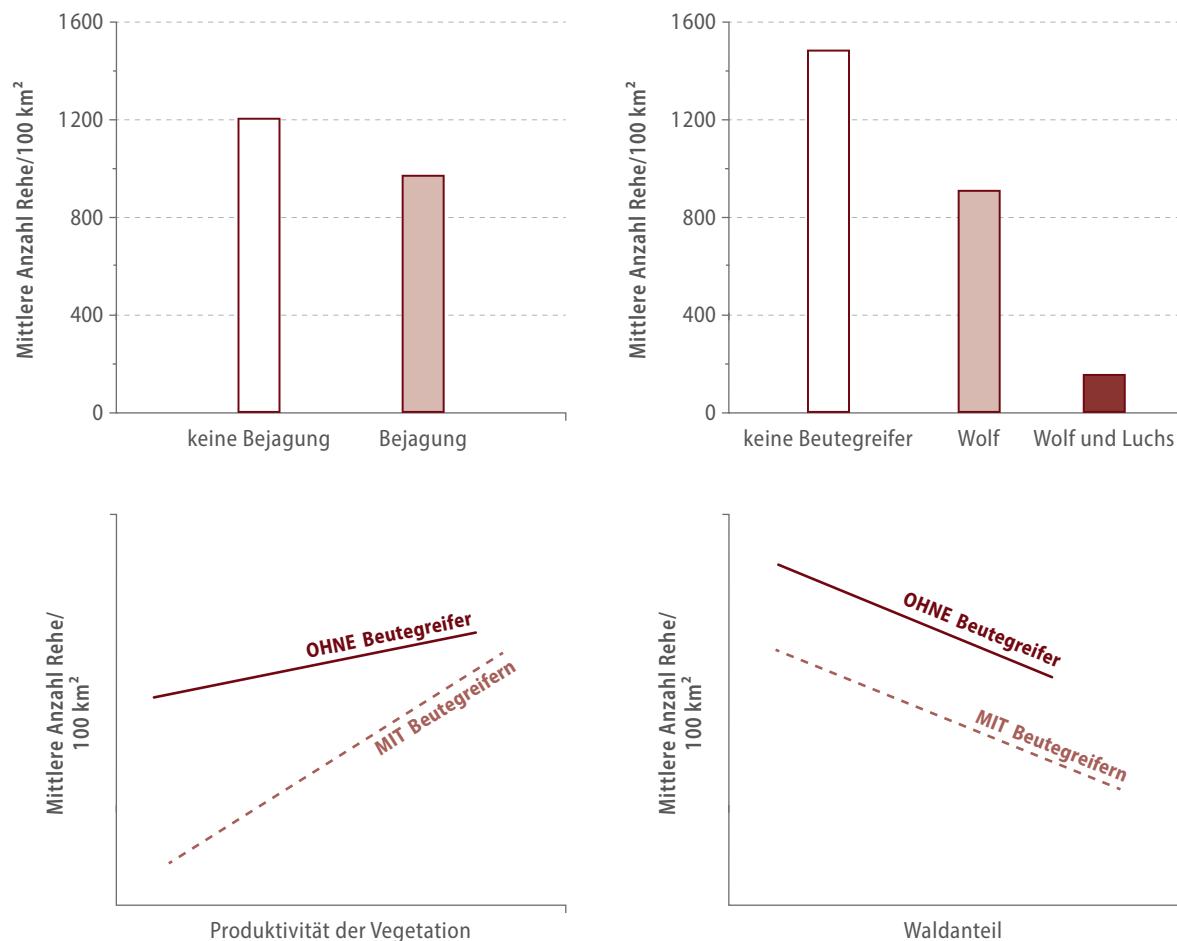 Mittlere Anzahl Rehe/100 km²
1600
1200
800
400
0
keine Bejagung
Bejagung
Mittlere Anzahl Rehe/100 km²
1600
1200
800
400
0
keine Beutegreifer
Wolf
Wolf und Luchs
Mittlere Anzahl Rehe/
100 km²
OHNE Beutegreifer
MIT Beutegreifern
Produktivität der Vegetation
Mittlere Anzahl Rehe/
100 km²
OHNE Beutegreifer
MIT Beutegreifern
Waldanteil